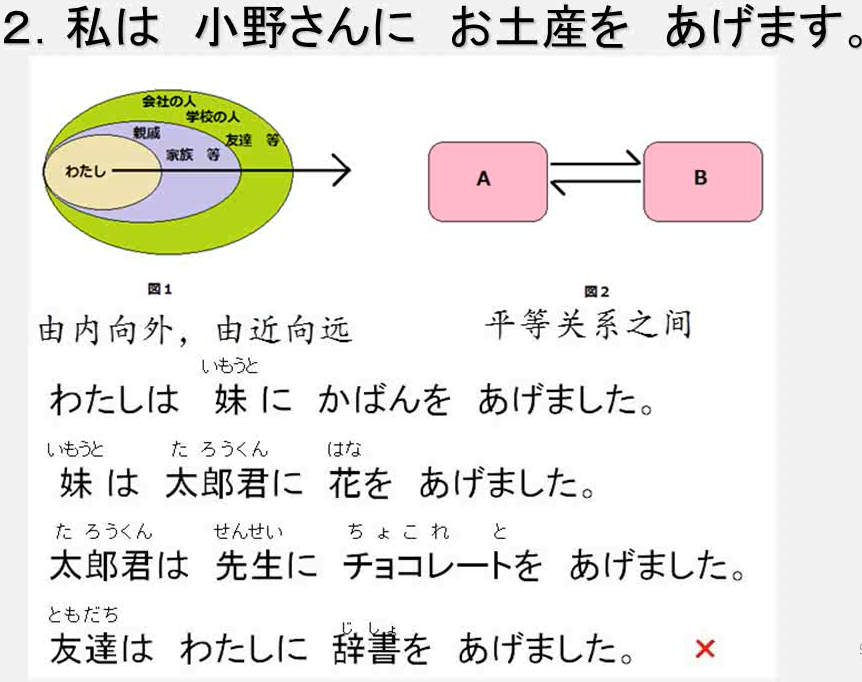 ２．私は　小野さんに　お土産を　あげます。
会社の人
学校の人
親戚
友達　等
家族　等
わたし
A
B
図1
図2
由内向外，由近向远
平等关系之间
いもうと
わたしは　妹に　かばんを　あげました。
いもうと　たろうくん　はな
妹は　太郎君に　花を　あげました。
たろうくん　せんせい　ちょこれ　と
太郎君は　先生に　チョコレートを　あげました。
ともだち
じしょ
友達は　わたしに　辞書を　あげました。　×